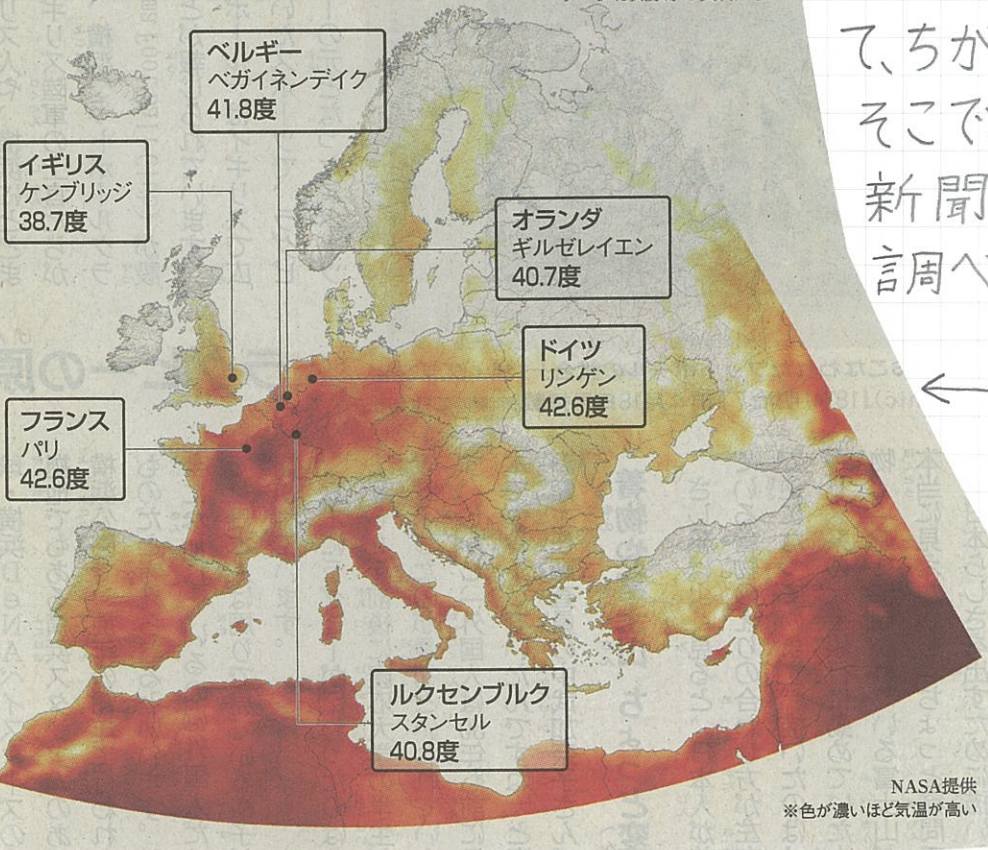 ベルギー
ベガイネンデイク
41.8度
イギリス
ケンブリッジ
38.7度
オランダ
ギルゼレイエン
40.7度
ドイツ
リンゲン
42.6度
フランス
パリ
42.6度
ルクセンブルク
スタンセル
40.8度
NASA提供
※色が濃いほど気温が高い
て、ちが
そこで
新聞
調べ